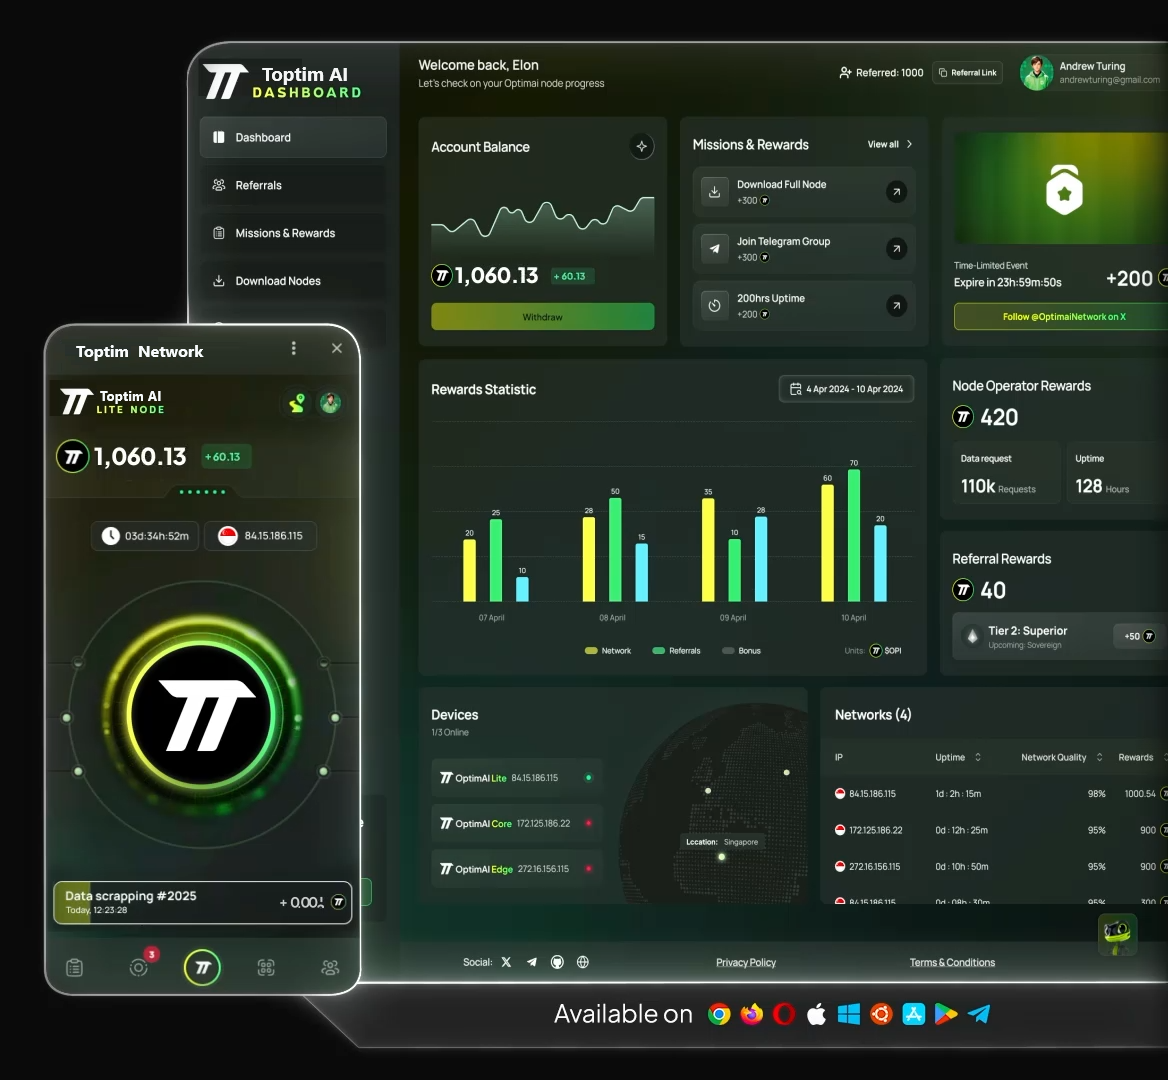 Toptim AI
DASHBOARD
Dashboard
Referrals
Missions & Rewards
Download Nodes
Welcome back, Elon
Let's check on your Optimai node progress
Referred: 1000
Referral Link
Andrew Turing
andrewturing@gmail.com
Account Balance
1,060.13
+ 60.13
Withdraw
Missions & Rewards
View all
Download Full Node
+300
Join Telegram Group
+300
200hrs Uptime
+200
Time-Limited Event
Expire in 23h:59m:50s
+200
Follow @OptimaiNetwork on X
Rewards Statistic
4 Apr 2024 - 10 Apr 2024
20
25
10
28
50
15
35
10
28
60
70
20
07 April
08 April
09 April
10 April
Network
Referrals
Bonus
Units:
$OPI
Node Operator Rewards
420
Data request
110k Requests
Uptime
128 Hours
Referral Rewards
40
Tier 2: Superior
Upcoming: Sovereign
+50
Devices
1/3 Online
OptimAI Lite 84.15.186.115
OptimAI Core 172.125.186.22
OptimAI Edge 272.16.156.115
Lccation: Singapore
Networks (4)
IP Uptime Network Quality Rewards
84.15.186.115 1d : 2h : 15m 98% 1000.54
172.125.186.22 0d : 12h : 25m 95% 900
272.16.156.115 0d : 10h : 50m 95% 900
84.15.186.115 0d : 08h : 30m 95% 300
Social:
Privacy Policy
Terms & Conditions
Available on
Toptim Network
Toptim AI
LITE NODE
1,060.13
+60.13
03d:34h:52m
84.15.186.115
Data scrapping #2025
Today, 12:23:28
3